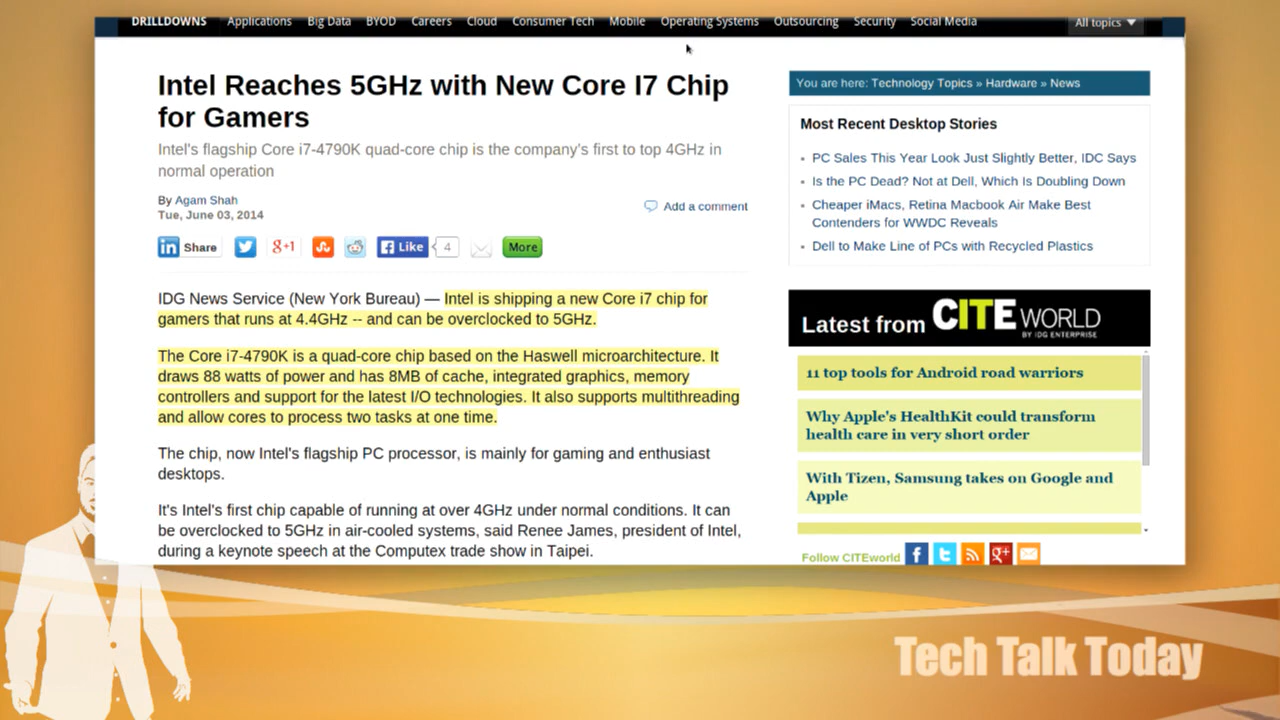 DRILLDOWNS Applications Big Data BYOD Careers Cloud Consumer Tech Mobile Operating Systems Outsourcing Security Social Media All topics
Intel Reaches 5GHz with New Core I7 Chip
for Gamers
Intel's flagship Core i7-4790K quad-core chip is the company's first to top 4GHz in
normal operation
By Agam Shah
Tue, June 03, 2014
Add a comment
in Share g+1 Like 4 More
IDG News Service (New York Bureau) — Intel is shipping a new Core i7 chip for
gamers that runs at 4.4GHz -- and can be overclocked to 5GHz.
The Core i7-4790K is a quad-core chip based on the Haswell microarchitecture. It
draws 88 watts of power and has 8MB of cache, integrated graphics, memory
controllers and support for the latest I/O technologies. It also supports multithreading
and allow cores to process two tasks at one time.
The chip, now Intel's flagship PC processor, is mainly for gaming and enthusiast
desktops.
It's Intel's first chip capable of running at over 4GHz under normal conditions. It can
be overclocked to 5GHz in air-cooled systems, said Renee James, president of Intel,
during a keynote speech at the Computex trade show in Taipei.
You are here: Technology Topics » Hardware » News
Most Recent Desktop Stories
PC Sales This Year Look Just Slightly Better, IDC Says
Is the PC Dead? Not at Dell, Which Is Doubling Down
Cheaper iMacs, Retina Macbook Air Make Best
Contenders for WWDC Reveals
Dell to Make Line of PCs with Recycled Plastics
Latest from CITE WORLD
BY IDG ENTERPRISE
11 top tools for Android road warriors
Why Apple's HealthKit could transform
health care in very short order
With Tizen, Samsung takes on Google and
Apple
Follow CITEworld f g+
Tech Talk Today